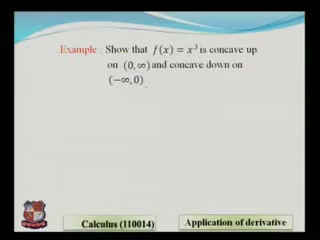 Example : Show that f(x) = x³ is concave up
on (0, ∞) and concave down on
(−∞, 0) .
Calculus (110014)
Application of derivative